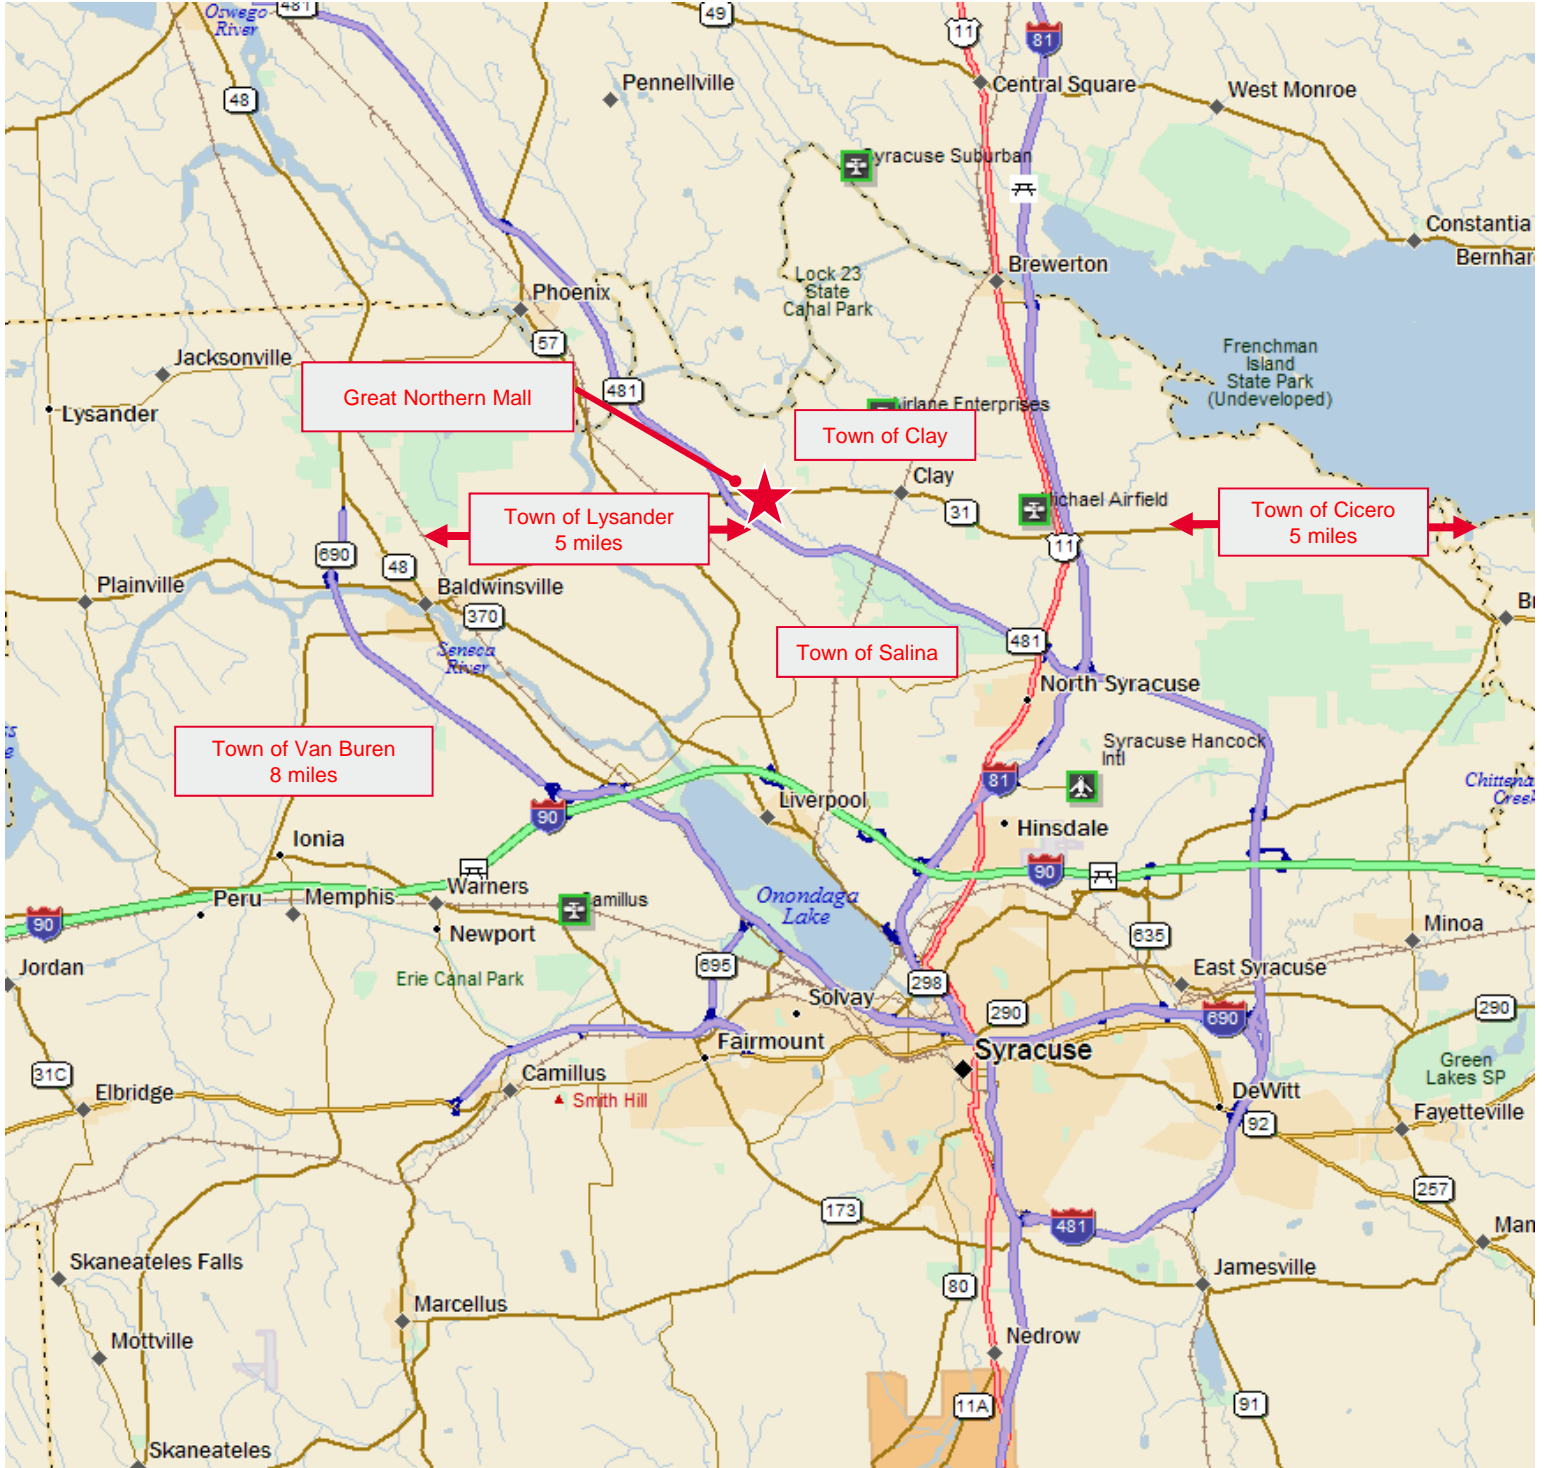 481
Oswego
River
49
11
81
48
Pennellville
Central Square
West Monroe
Syracuse Suburban
Constantia
Brewerton
Lock 23
State
Canal Park
Phoenix
57
Jacksonville
Frenchman
Island
State Park
(Undeveloped)
Great Northern Mall
481
Lysander
Airlane Enterprises
Town of Clay
Clay
31
Michael Airfield
Town of Cicero
5 miles
Town of Lysander
5 miles
11
690
48
Plainville
Baldwinsville
370
Seneca
River
481
Town of Salina
North Syracuse
Town of Van Buren
8 miles
Syracuse Hancock
Intl
81
90
Liverpool
Hinsdale
Ionia
90
Peru
Memphis
Warners
Camillus
Onondaga
Lake
90
Newport
635
Minoa
Jordan
Erie Canal Park
695
298
East Syracuse
Solvay
290
690
290
Fairmount
Syracuse
Green
Lakes SP
31C
Elbridge
Camillus
Smith Hill
DeWitt
92
Fayetteville
257
173
481
Skaneateles Falls
80
Jamesville
Marcellus
Mottville
Nedrow
11A
91
Skaneateles